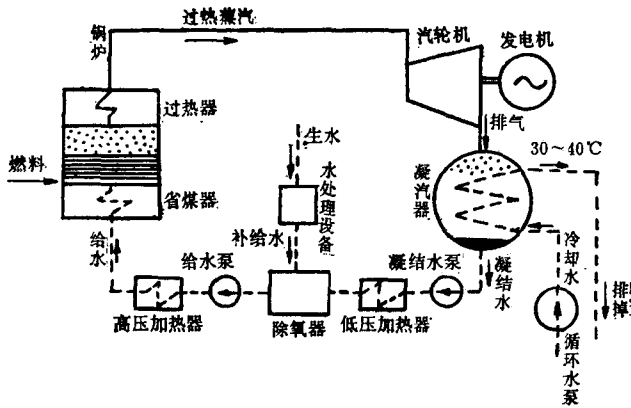 过热蒸汽
锅炉
汽轮机
发电机
过热器
燃料
省煤器
给水
生水
水处理设备
补给水
排气
30～40℃
凝汽器
冷却水
排
掉
循环水泵
凝结水
凝结水泵
给水泵
高压加热器
除氧器
低压加热器